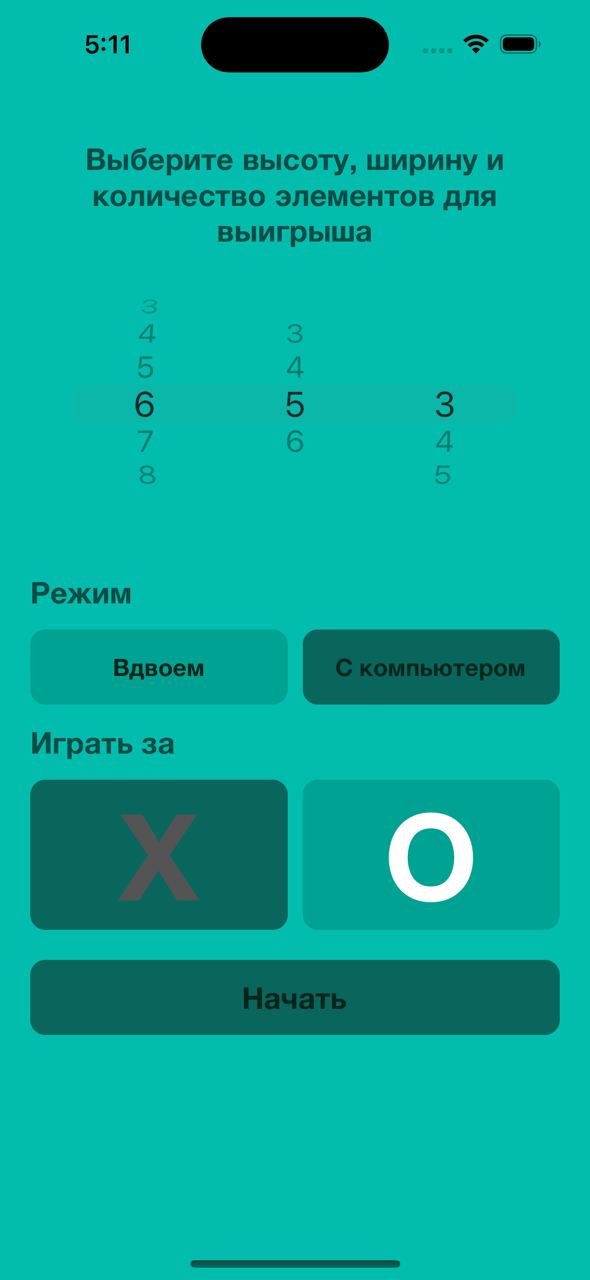 5:11
Выберите высоту, ширину и
количество элементов для
выигрыша
3
4 3
5 4
6 5 3
7 6 4
8 5
Режим
Вдвоем С компьютером
Играть за
X O
Начать